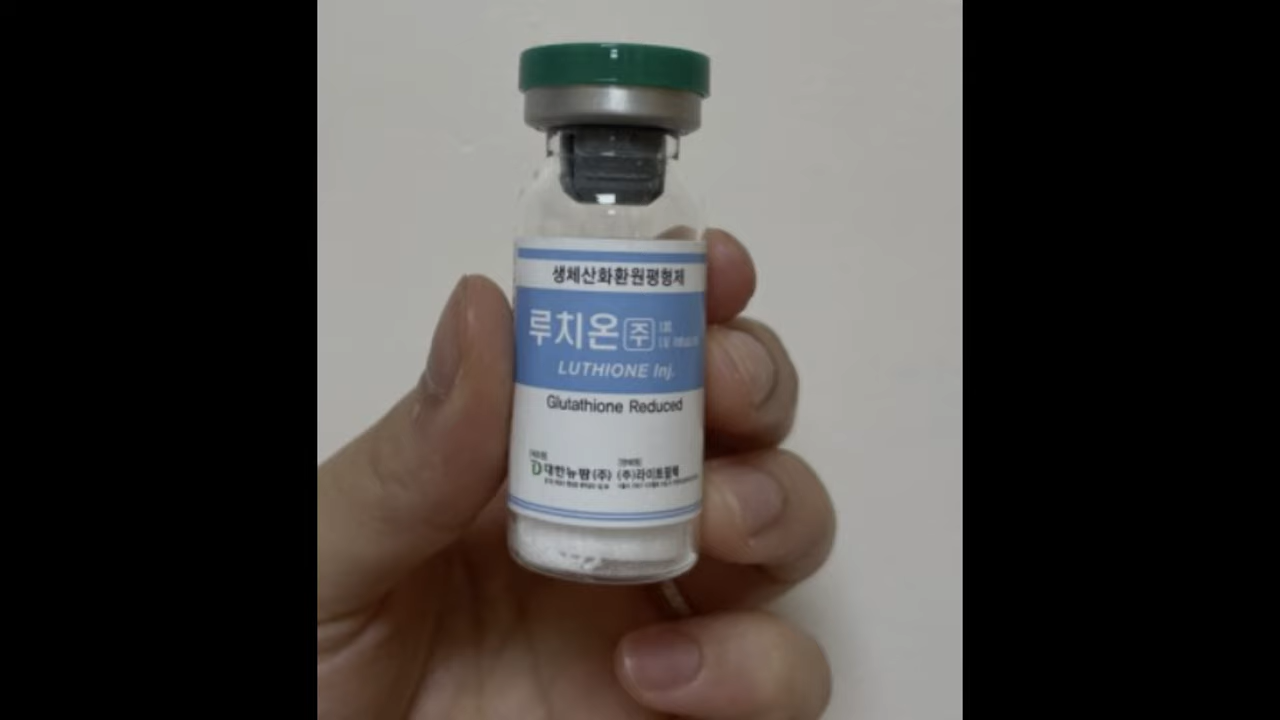 생체산화환원평형제
루치온 주
LUTHIONE Inj.
Glutathione Reduced
대한뉴팜(주) (주)라이트팜텍